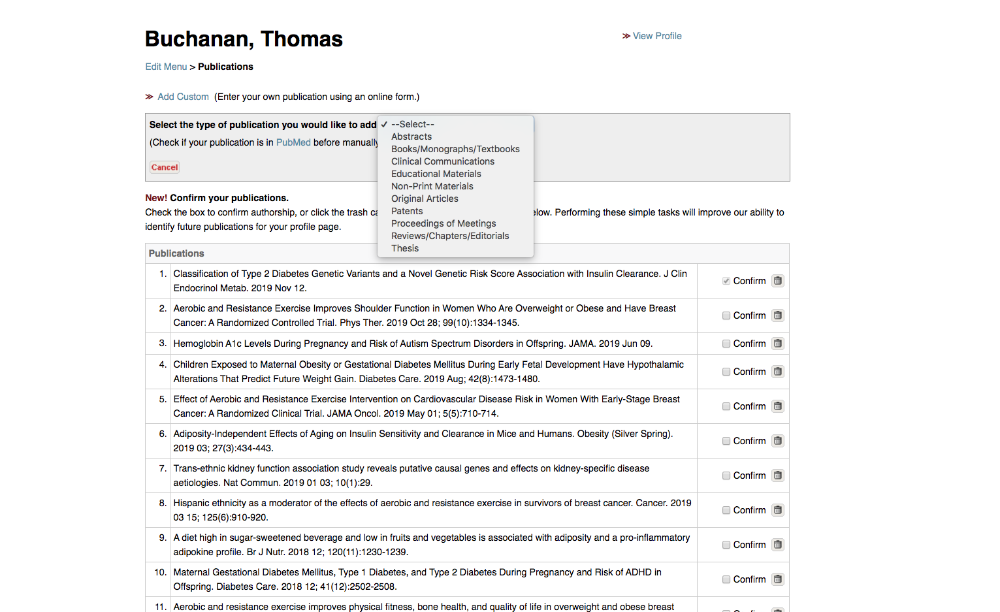 Buchanan, Thomas
≫ View Profile
Edit Menu > Publications
≫ Add Custom (Enter your own publication using an online form.)
Select the type of publication you would like to add
(Check if your publication is in PubMed before manually
Cancel
✓ --Select--
Abstracts
Books/Monographs/Textbooks
Clinical Communications
Educational Materials
Non-Print Materials
Original Articles
Patents
Proceedings of Meetings
Reviews/Chapters/Editorials
Thesis
New! Confirm your publications.
Check the box to confirm authorship, or click the trash ca elow. Performing these simple tasks will improve our ability to
identify future publications for your profile page.
Publications
1. Classification of Type 2 Diabetes Genetic Variants and a Novel Genetic Risk Score Association with Insulin Clearance. J Clin
Endocrinol Metab. 2019 Nov 12.
Confirm
2. Aerobic and Resistance Exercise Improves Shoulder Function in Women Who Are Overweight or Obese and Have Breast
Cancer: A Randomized Controlled Trial. Phys Ther. 2019 Oct 28; 99(10):1334-1345.
Confirm
3. Hemoglobin A1c Levels During Pregnancy and Risk of Autism Spectrum Disorders in Offspring. JAMA. 2019 Jun 09.
Confirm
4. Children Exposed to Maternal Obesity or Gestational Diabetes Mellitus During Early Fetal Development Have Hypothalamic
Alterations That Predict Future Weight Gain. Diabetes Care. 2019 Aug; 42(8):1473-1480.
Confirm
5. Effect of Aerobic and Resistance Exercise Intervention on Cardiovascular Disease Risk in Women With Early-Stage Breast
Cancer: A Randomized Clinical Trial. JAMA Oncol. 2019 May 01; 5(5):710-714.
Confirm
6. Adiposity-Independent Effects of Aging on Insulin Sensitivity and Clearance in Mice and Humans. Obesity (Silver Spring).
2019 03; 27(3):434-443.
Confirm
7. Trans-ethnic kidney function association study reveals putative causal genes and effects on kidney-specific disease
aetiologies. Nat Commun. 2019 01 03; 10(1):29.
Confirm
8. Hispanic ethnicity as a moderator of the effects of aerobic and resistance exercise in survivors of breast cancer. Cancer. 2019
03 15; 125(6):910-920.
Confirm
9. A diet high in sugar-sweetened beverage and low in fruits and vegetables is associated with adiposity and a pro-inflammatory
adipokine profile. Br J Nutr. 2018 12; 120(11):1230-1239.
Confirm
10. Maternal Gestational Diabetes Mellitus, Type 1 Diabetes, and Type 2 Diabetes During Pregnancy and Risk of ADHD in
Offspring. Diabetes Care. 2018 12; 41(12):2502-2508.
Confirm
11. Aerobic and resistance exercise improves physical fitness, bone health, and quality of life in overweight and obese breast